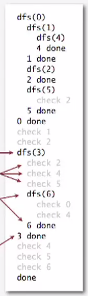 dfs(0)
dfs(1)
dfs(4)
4 done
1 done
dfs(2)
2 done
dfs(5)
check 2
5 done
0 done
check 1
check 2
dfs(3)
check 2
check 4
check 5
dfs(6)
check 0
check 4
6 done
3 done
check 4
check 5
check 6
done